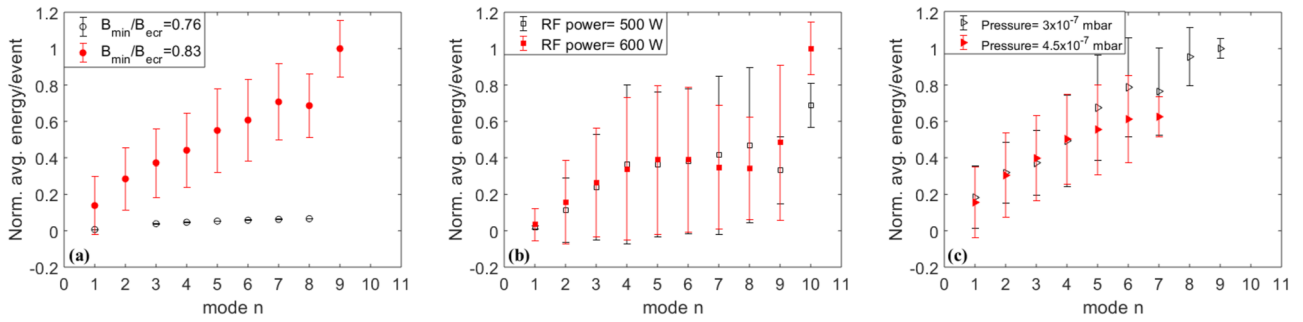 1.2
1
0.8
0.6
0.4
0.2
0
-0.2
Norm. avg. energy/event
B_min/B_ecr=0.76
B_min/B_ecr=0.83
(a)
0 1 2 3 4 5 6 7 8 9 10 11
mode n
1.2
1
0.8
0.6
0.4
0.2
0
-0.2
Norm. avg. energy/event
RF power= 500 W
RF power= 600 W
(b)
0 1 2 3 4 5 6 7 8 9 10 11
mode n
1.2
1
0.8
0.6
0.4
0.2
0
-0.2
Norm. avg. energy/event
Pressure= 3x10^-7 mbar
Pressure= 4.5x10^-7 mbar
(c)
0 1 2 3 4 5 6 7 8 9 10 11
mode n